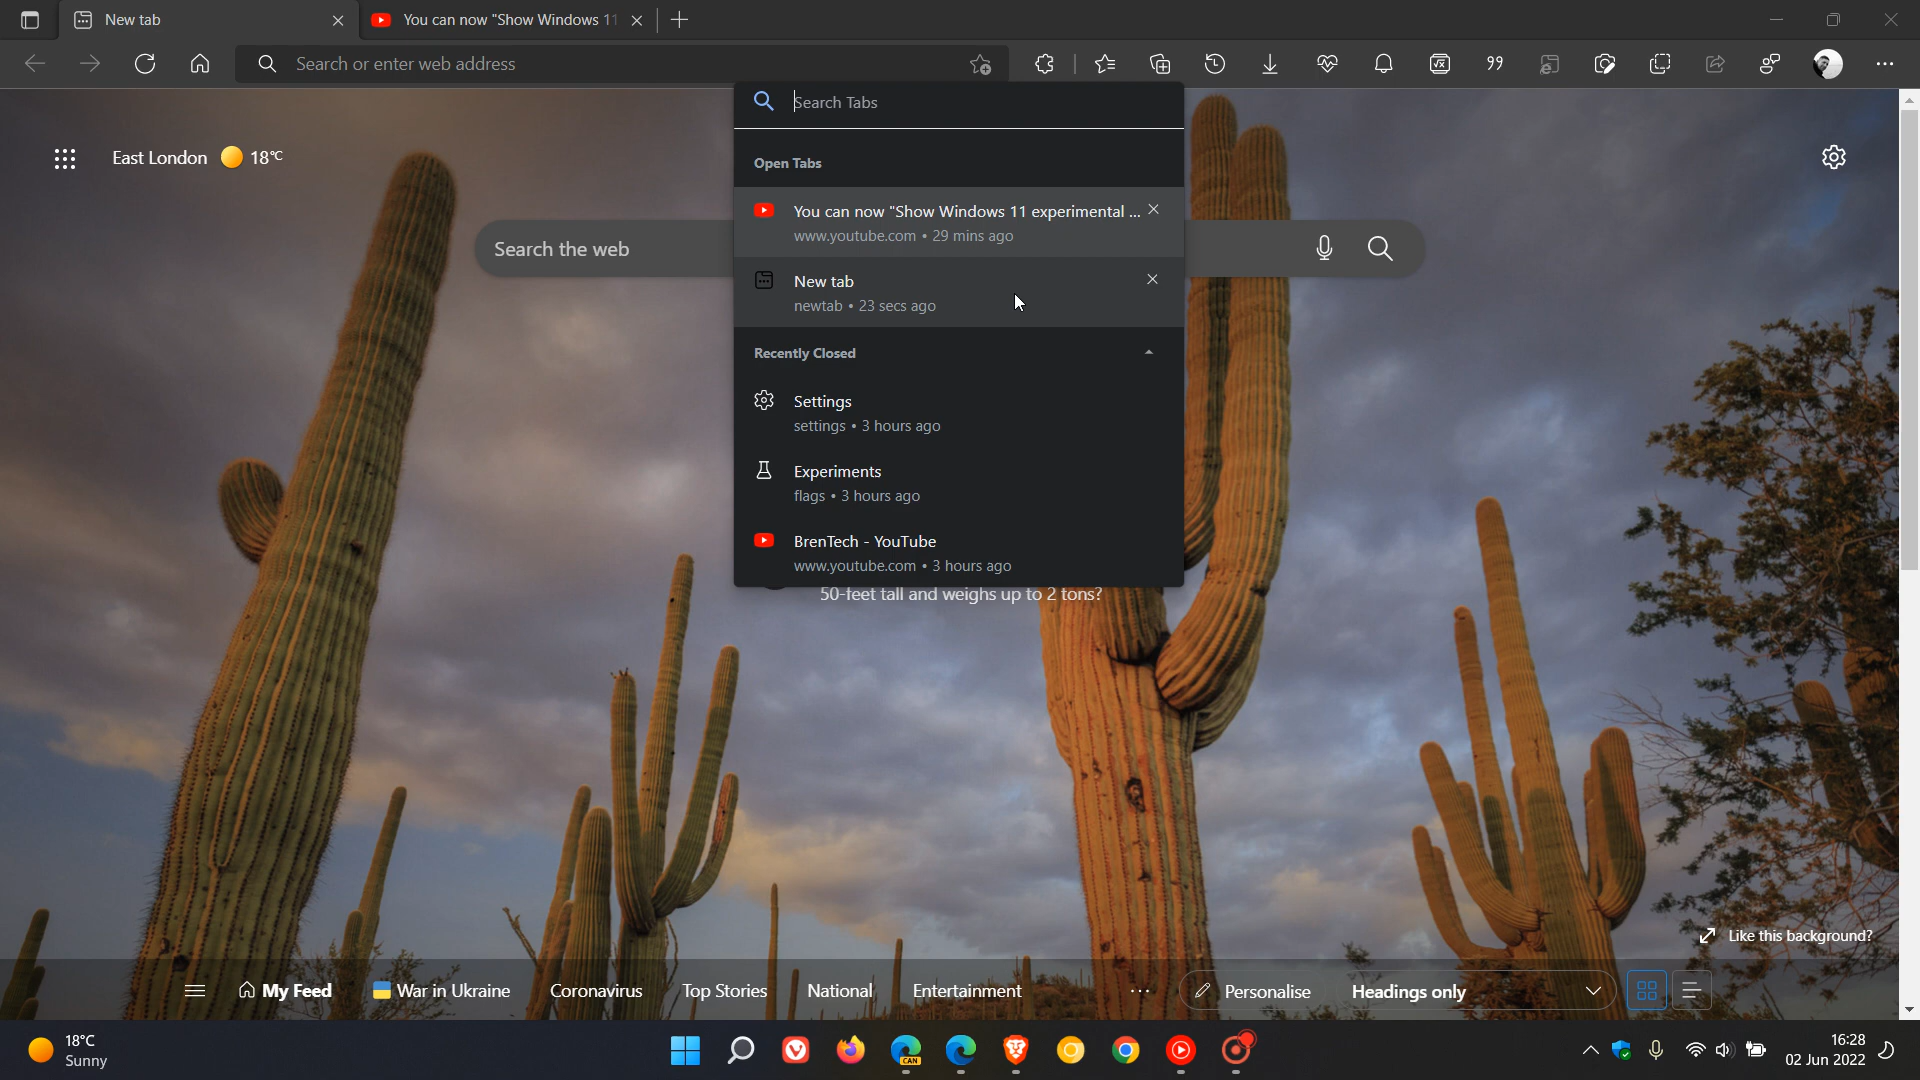 New tab
You can now "Show Windows 11
Search or enter web address
Search Tabs
East London 18°C
Open Tabs
You can now "Show Windows 11 experimental ...
www.youtube.com • 29 mins ago
Search the web
New tab
newtab • 23 secs ago
Recently Closed
Settings
settings • 3 hours ago
Experiments
flags • 3 hours ago
BrenTech - YouTube
www.youtube.com • 3 hours ago
50-feet tall and weighs up to 2 tons?
Like this background?
My Feed
War in Ukraine
Coronavirus
Top Stories
National
Entertainment
...
Personalise
Headings only
18°C
Sunny
CAN
16:28
02 Jun 2022